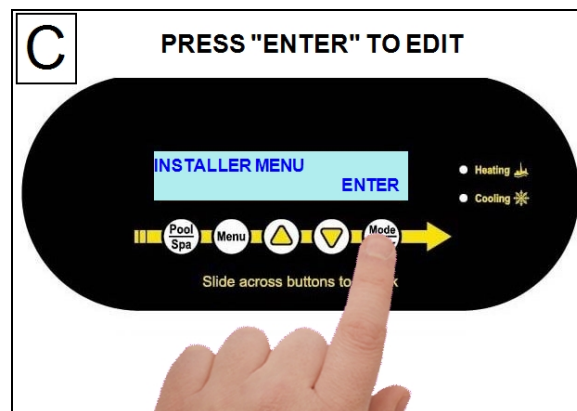 C
PRESS "ENTER" TO EDIT
INSTALLER MENU
ENTER
Heating
Cooling
Pool
Spa
Menu
Mode
Slide across buttons to